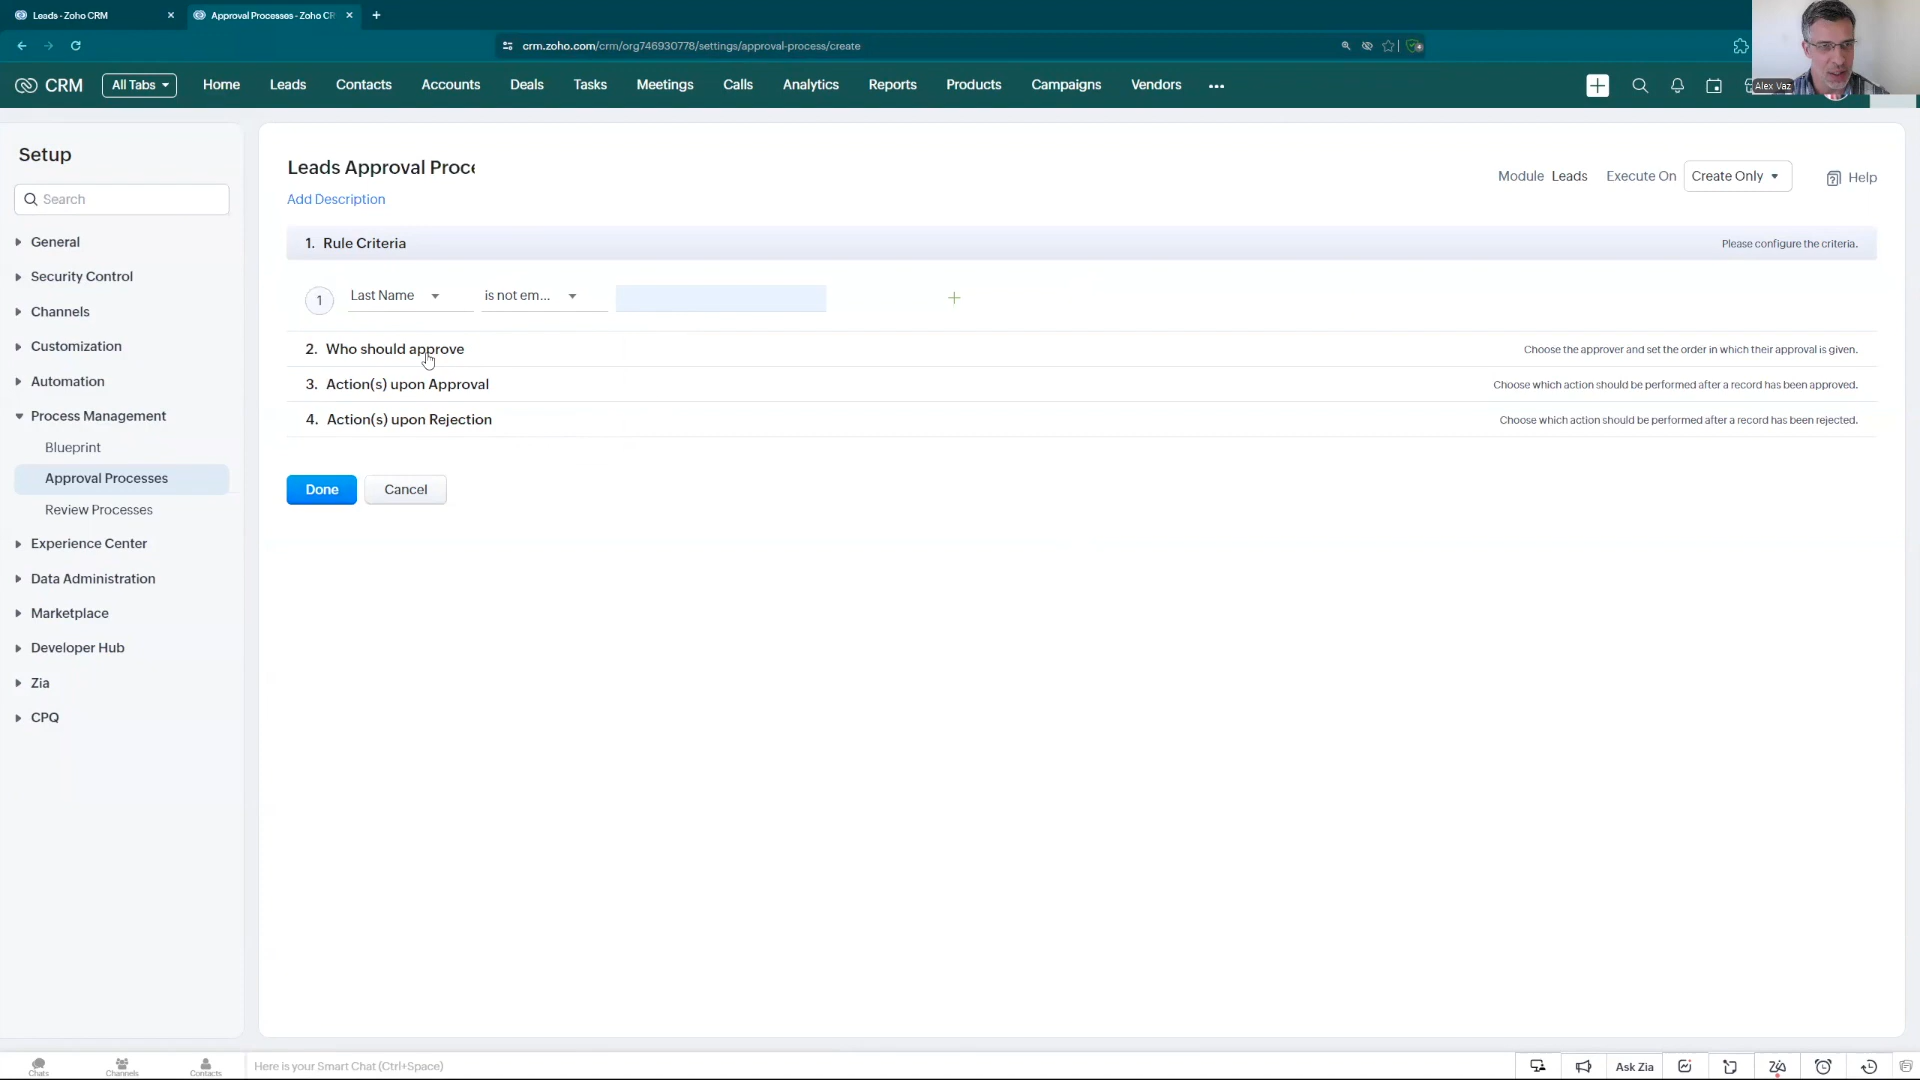 Leads - Zoho CRM
Approval Processes - Zoho CR
crm.zoho.com/crm/org746930778/settings/approval-process/create
CRM
All Tabs
Home
Leads
Contacts
Accounts
Deals
Tasks
Meetings
Calls
Analytics
Reports
Products
Campaigns
Vendors
Alex Vaz
Setup
Search
General
Security Control
Channels
Customization
Automation
Process Management
Blueprint
Approval Processes
Review Processes
Experience Center
Data Administration
Marketplace
Developer Hub
Zia
CPQ
Leads Approval Proce
Add Description
Module Leads
Execute On Create Only
Help
1. Rule Criteria
Please configure the criteria.
1 Last Name is not em...
2. Who should approve
Choose the approver and set the order in which their approval is given.
3. Action(s) upon Approval
Choose which action should be performed after a record has been approved.
4. Action(s) upon Rejection
Choose which action should be performed after a record has been rejected.
Done
Cancel
Chats
Channels
Contacts
Here is your Smart Chat (Ctrl+Space)
Ask Zia